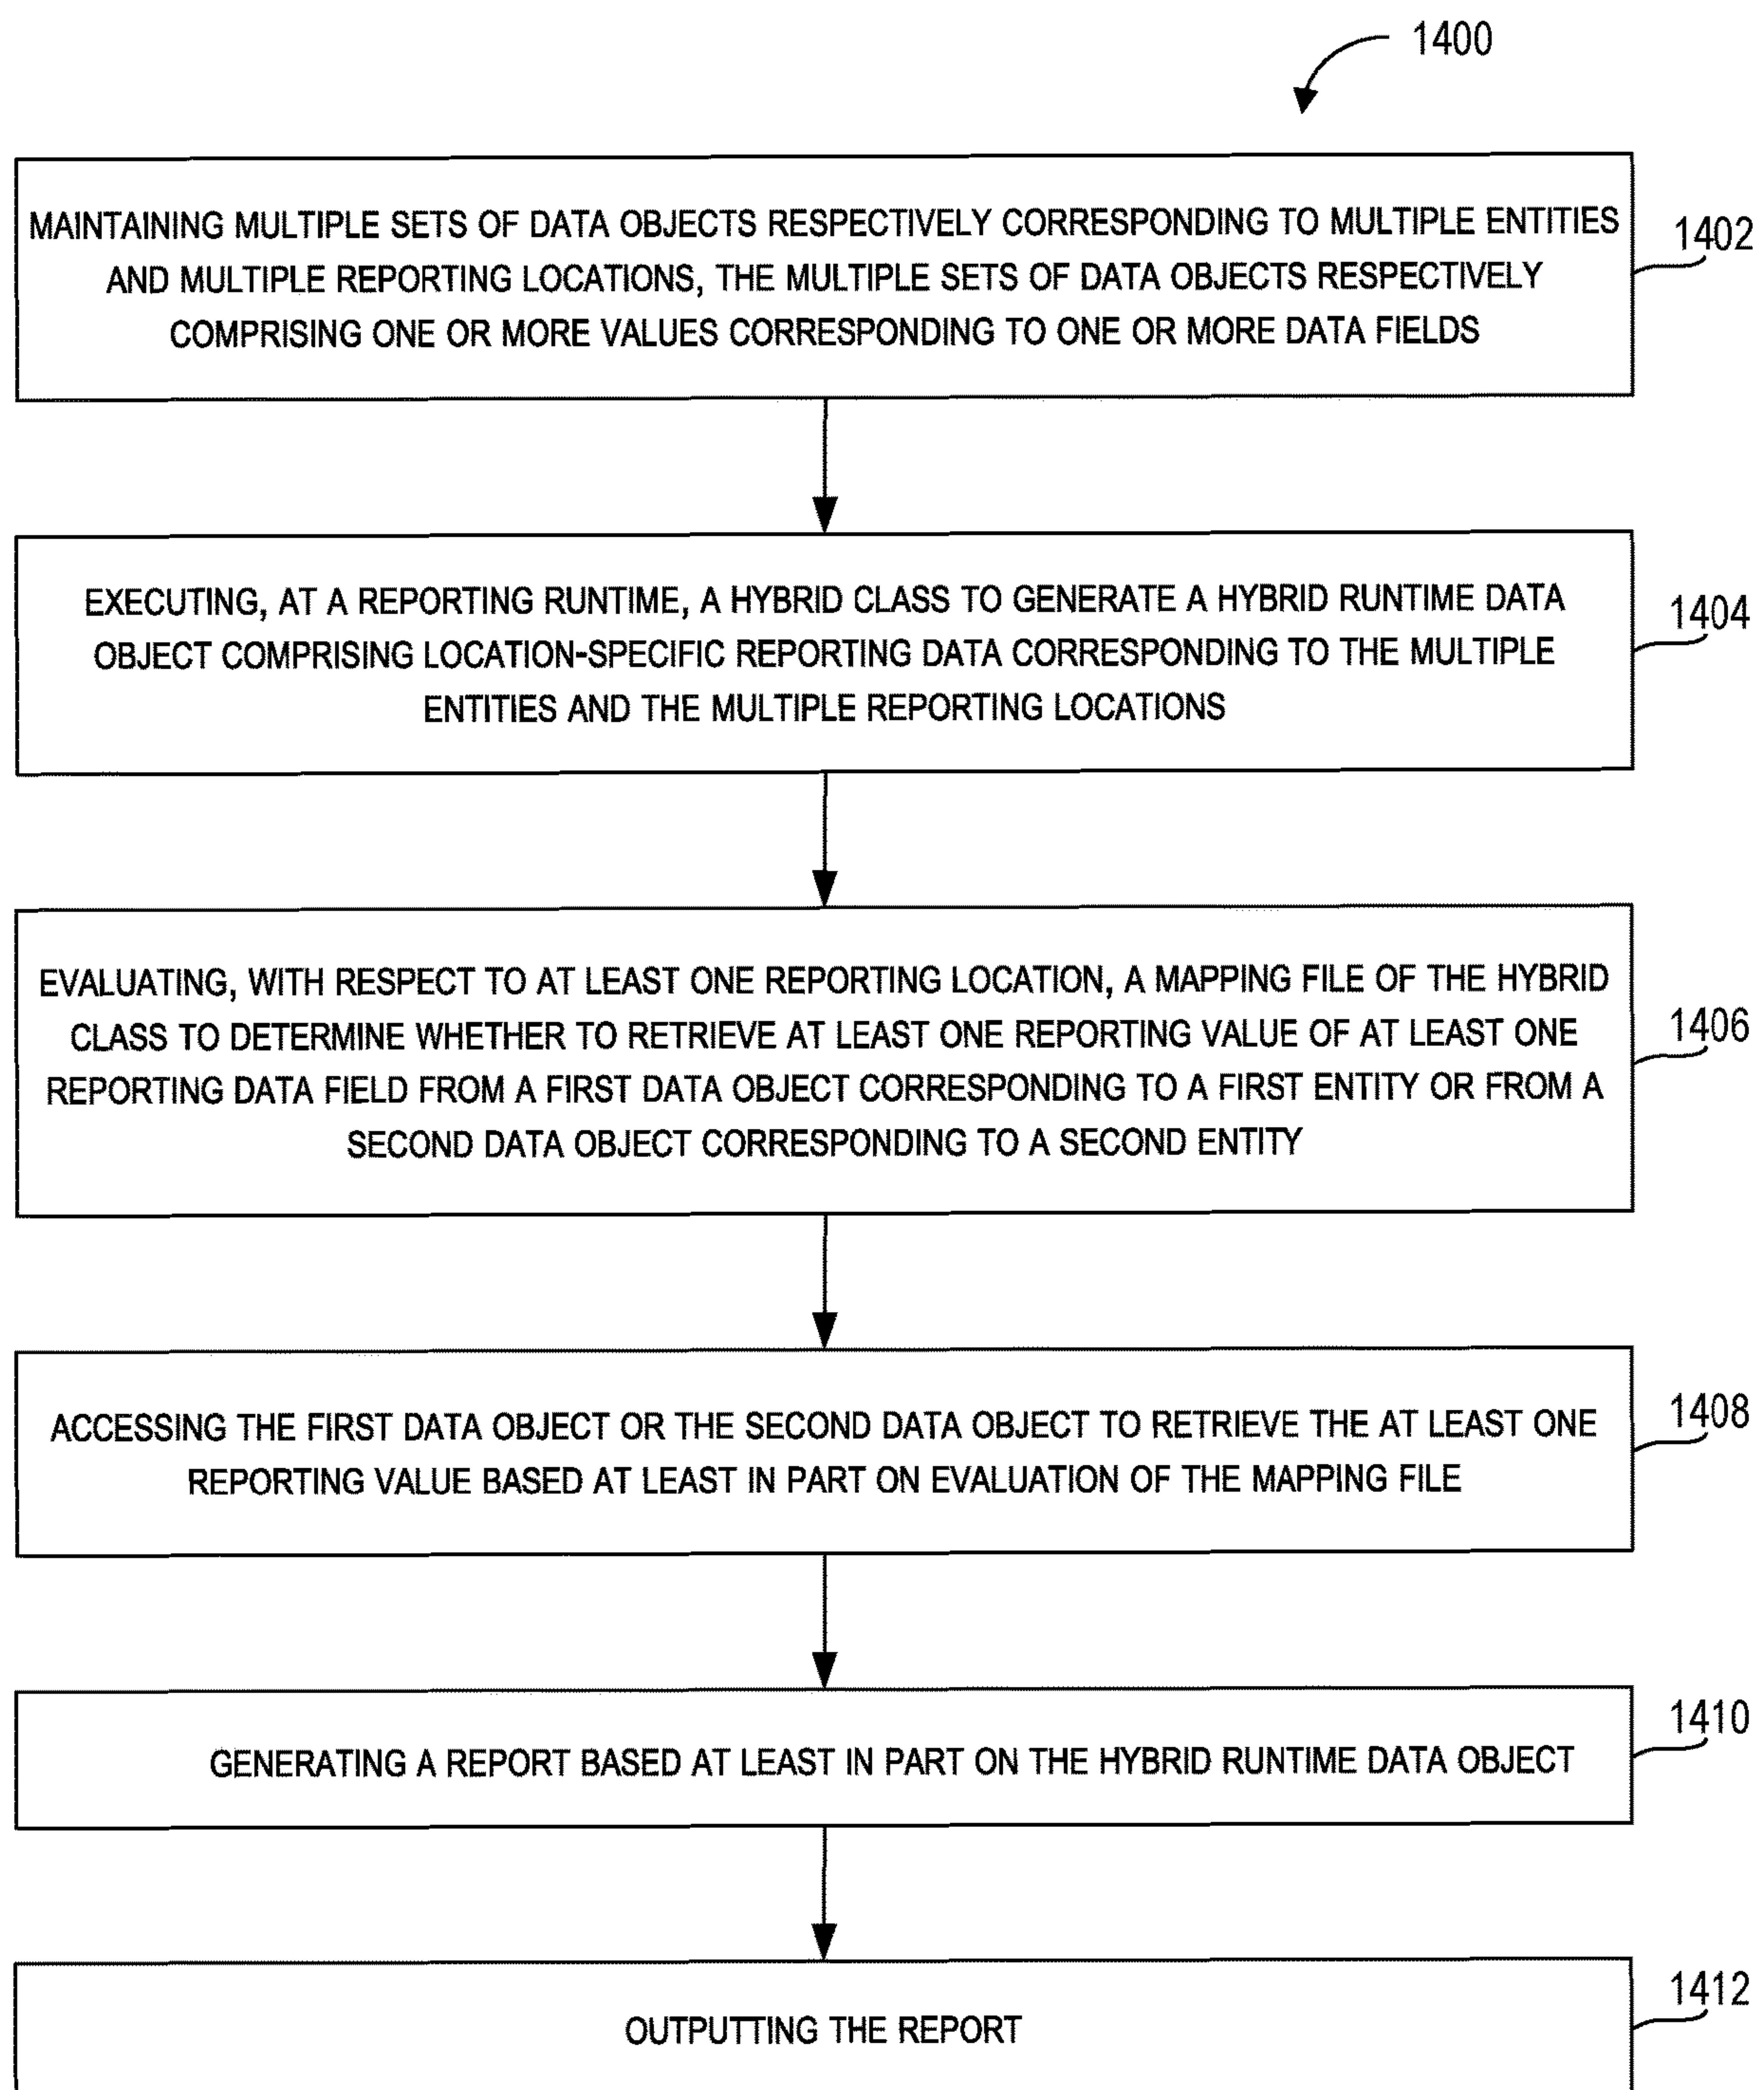 1400
MAINTAINING MULTIPLE SETS OF DATA OBJECTS RESPECTIVELY CORRESPONDING TO MULTIPLE ENTITIES
AND MULTIPLE REPORTING LOCATIONS, THE MULTIPLE SETS OF DATA OBJECTS RESPECTIVELY
COMPRISING ONE OR MORE VALUES CORRESPONDING TO ONE OR MORE DATA FIELDS
1402
EXECUTING, AT A REPORTING RUNTIME, A HYBRID CLASS TO GENERATE A HYBRID RUNTIME DATA
OBJECT COMPRISING LOCATION-SPECIFIC REPORTING DATA CORRESPONDING TO THE MULTIPLE
ENTITIES AND THE MULTIPLE REPORTING LOCATIONS
1404
EVALUATING, WITH RESPECT TO AT LEAST ONE REPORTING LOCATION, A MAPPING FILE OF THE HYBRID
CLASS TO DETERMINE WHETHER TO RETRIEVE AT LEAST ONE REPORTING VALUE OF AT LEAST ONE
REPORTING DATA FIELD FROM A FIRST DATA OBJECT CORRESPONDING TO A FIRST ENTITY OR FROM A
SECOND DATA OBJECT CORRESPONDING TO A SECOND ENTITY
1406
ACCESSING THE FIRST DATA OBJECT OR THE SECOND DATA OBJECT TO RETRIEVE THE AT LEAST ONE
REPORTING VALUE BASED AT LEAST IN PART ON EVALUATION OF THE MAPPING FILE
1408
GENERATING A REPORT BASED AT LEAST IN PART ON THE HYBRID RUNTIME DATA OBJECT
1410
OUTPUTTING THE REPORT
1412